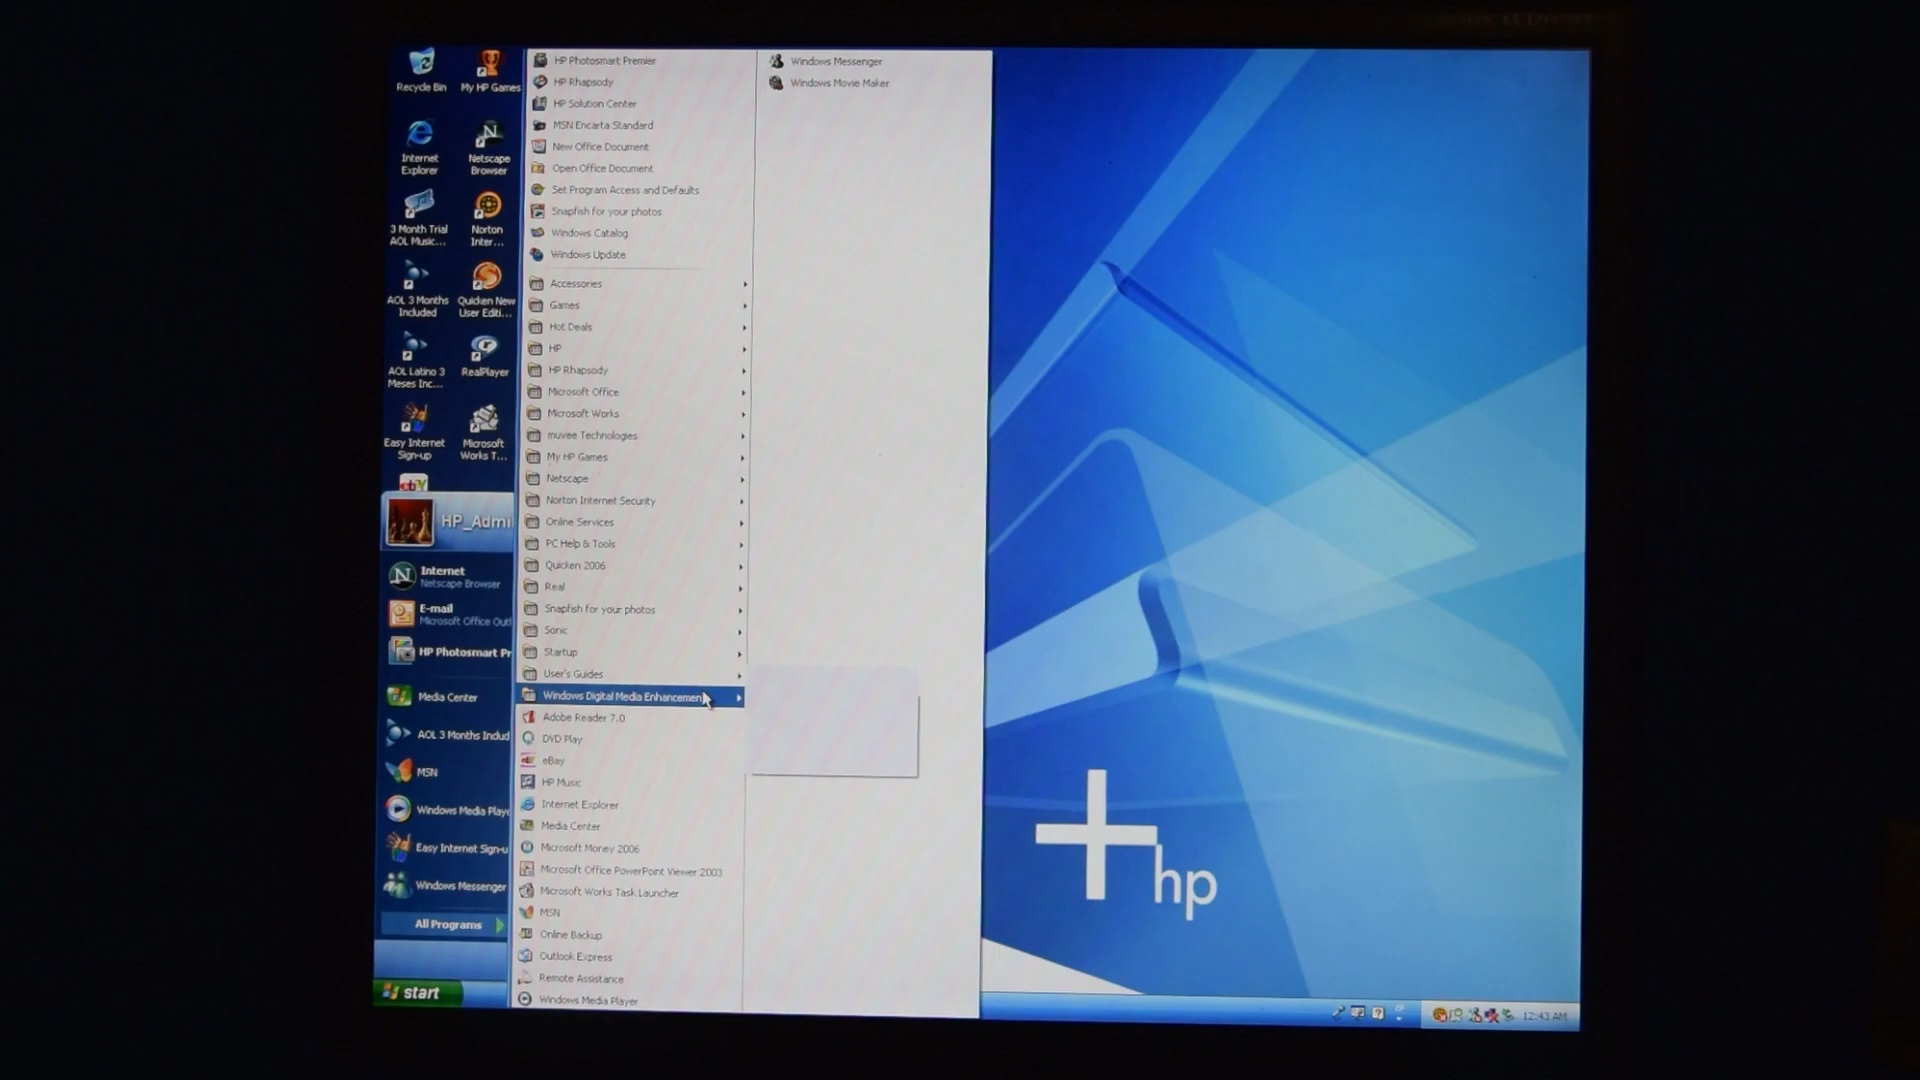 Recycle Bin
My HP Games
Internet
Explorer
Netscape
Browser
3 Month Trial
AOL Music...
Norton
Inter...
AOL 3 Months
Included
Quicken New
User Editi...
AOL Latino 3
Meses Inc...
RealPlayer
Easy Internet
Sign-up
Microsoft
Works T...
ebY
HP_Admi
Internet
Netscape Browser
E-mail
Microsoft Office Outl
HP Photosmart Pr
Media Center
AOL 3 Months Includ
MSN
Windows Media Play
Easy Internet Sign-u
Windows Messenger
All Programs
start
HP Photosmart Premier
HP Rhapsody
HP Solution Center
MSN Encarta Standard
New Office Document
Open Office Document
Set Program Access and Defaults
Snapfish for your photos
Windows Catalog
Windows Update
Accessories
Games
Hot Deals
HP
HP Rhapsody
Microsoft Office
Microsoft Works
muvee Technologies
My HP Games
Netscape
Norton Internet Security
Online Services
PC Help & Tools
Quicken 2006
Real
Snapfish for your photos
Sonic
Startup
User's Guides
Windows Digital Media Enhancemen
Adobe Reader 7.0
DVD Play
eBay
HP Music
Internet Explorer
Media Center
Microsoft Money 2006
Microsoft Office PowerPoint Viewer 2003
Microsoft Works Task Launcher
MSN
Online Backup
Outlook Express
Remote Assistance
Windows Media Player
Windows Messenger
Windows Movie Maker
hp
12:43 AM